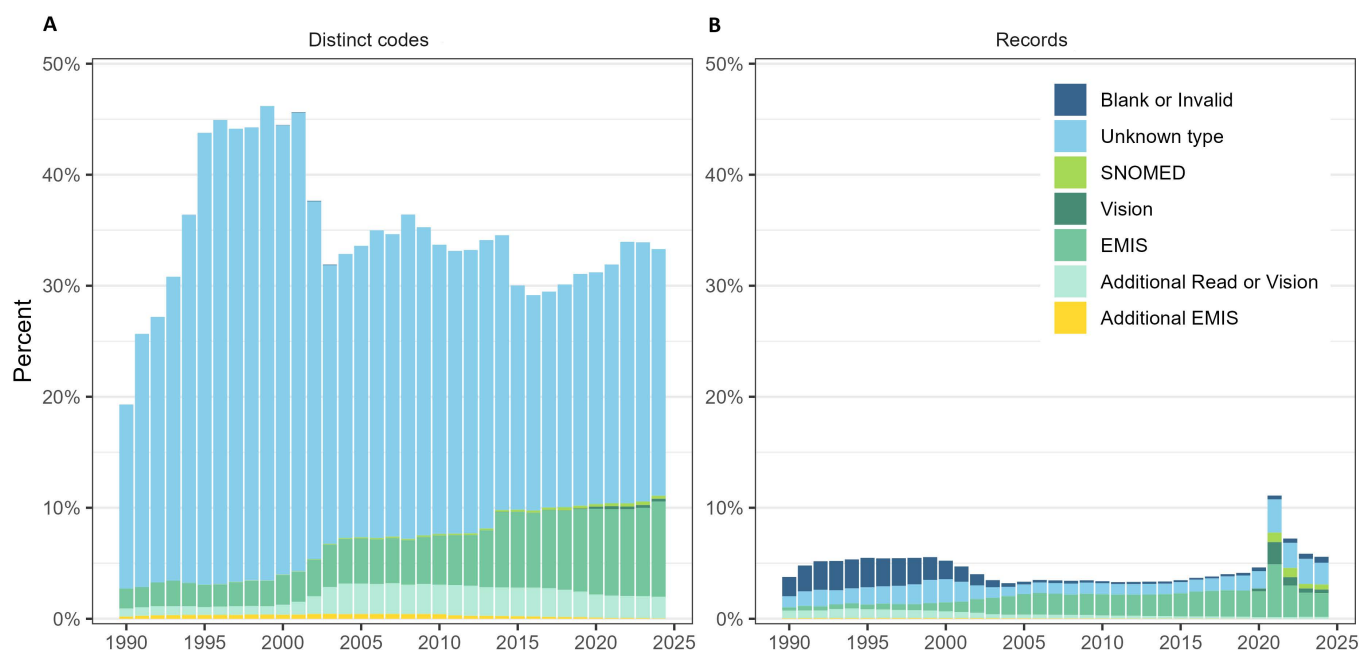 A
Distinct codes
50%
40%
30%
20%
10%
0%
Percent
1990 1995 2000 2005 2010 2015 2020 2025
B
Records
50%
40%
30%
20%
10%
0%
Blank or Invalid
Unknown type
SNOMED
Vision
EMIS
Additional Read or Vision
Additional EMIS
1990 1995 2000 2005 2010 2015 2020 2025